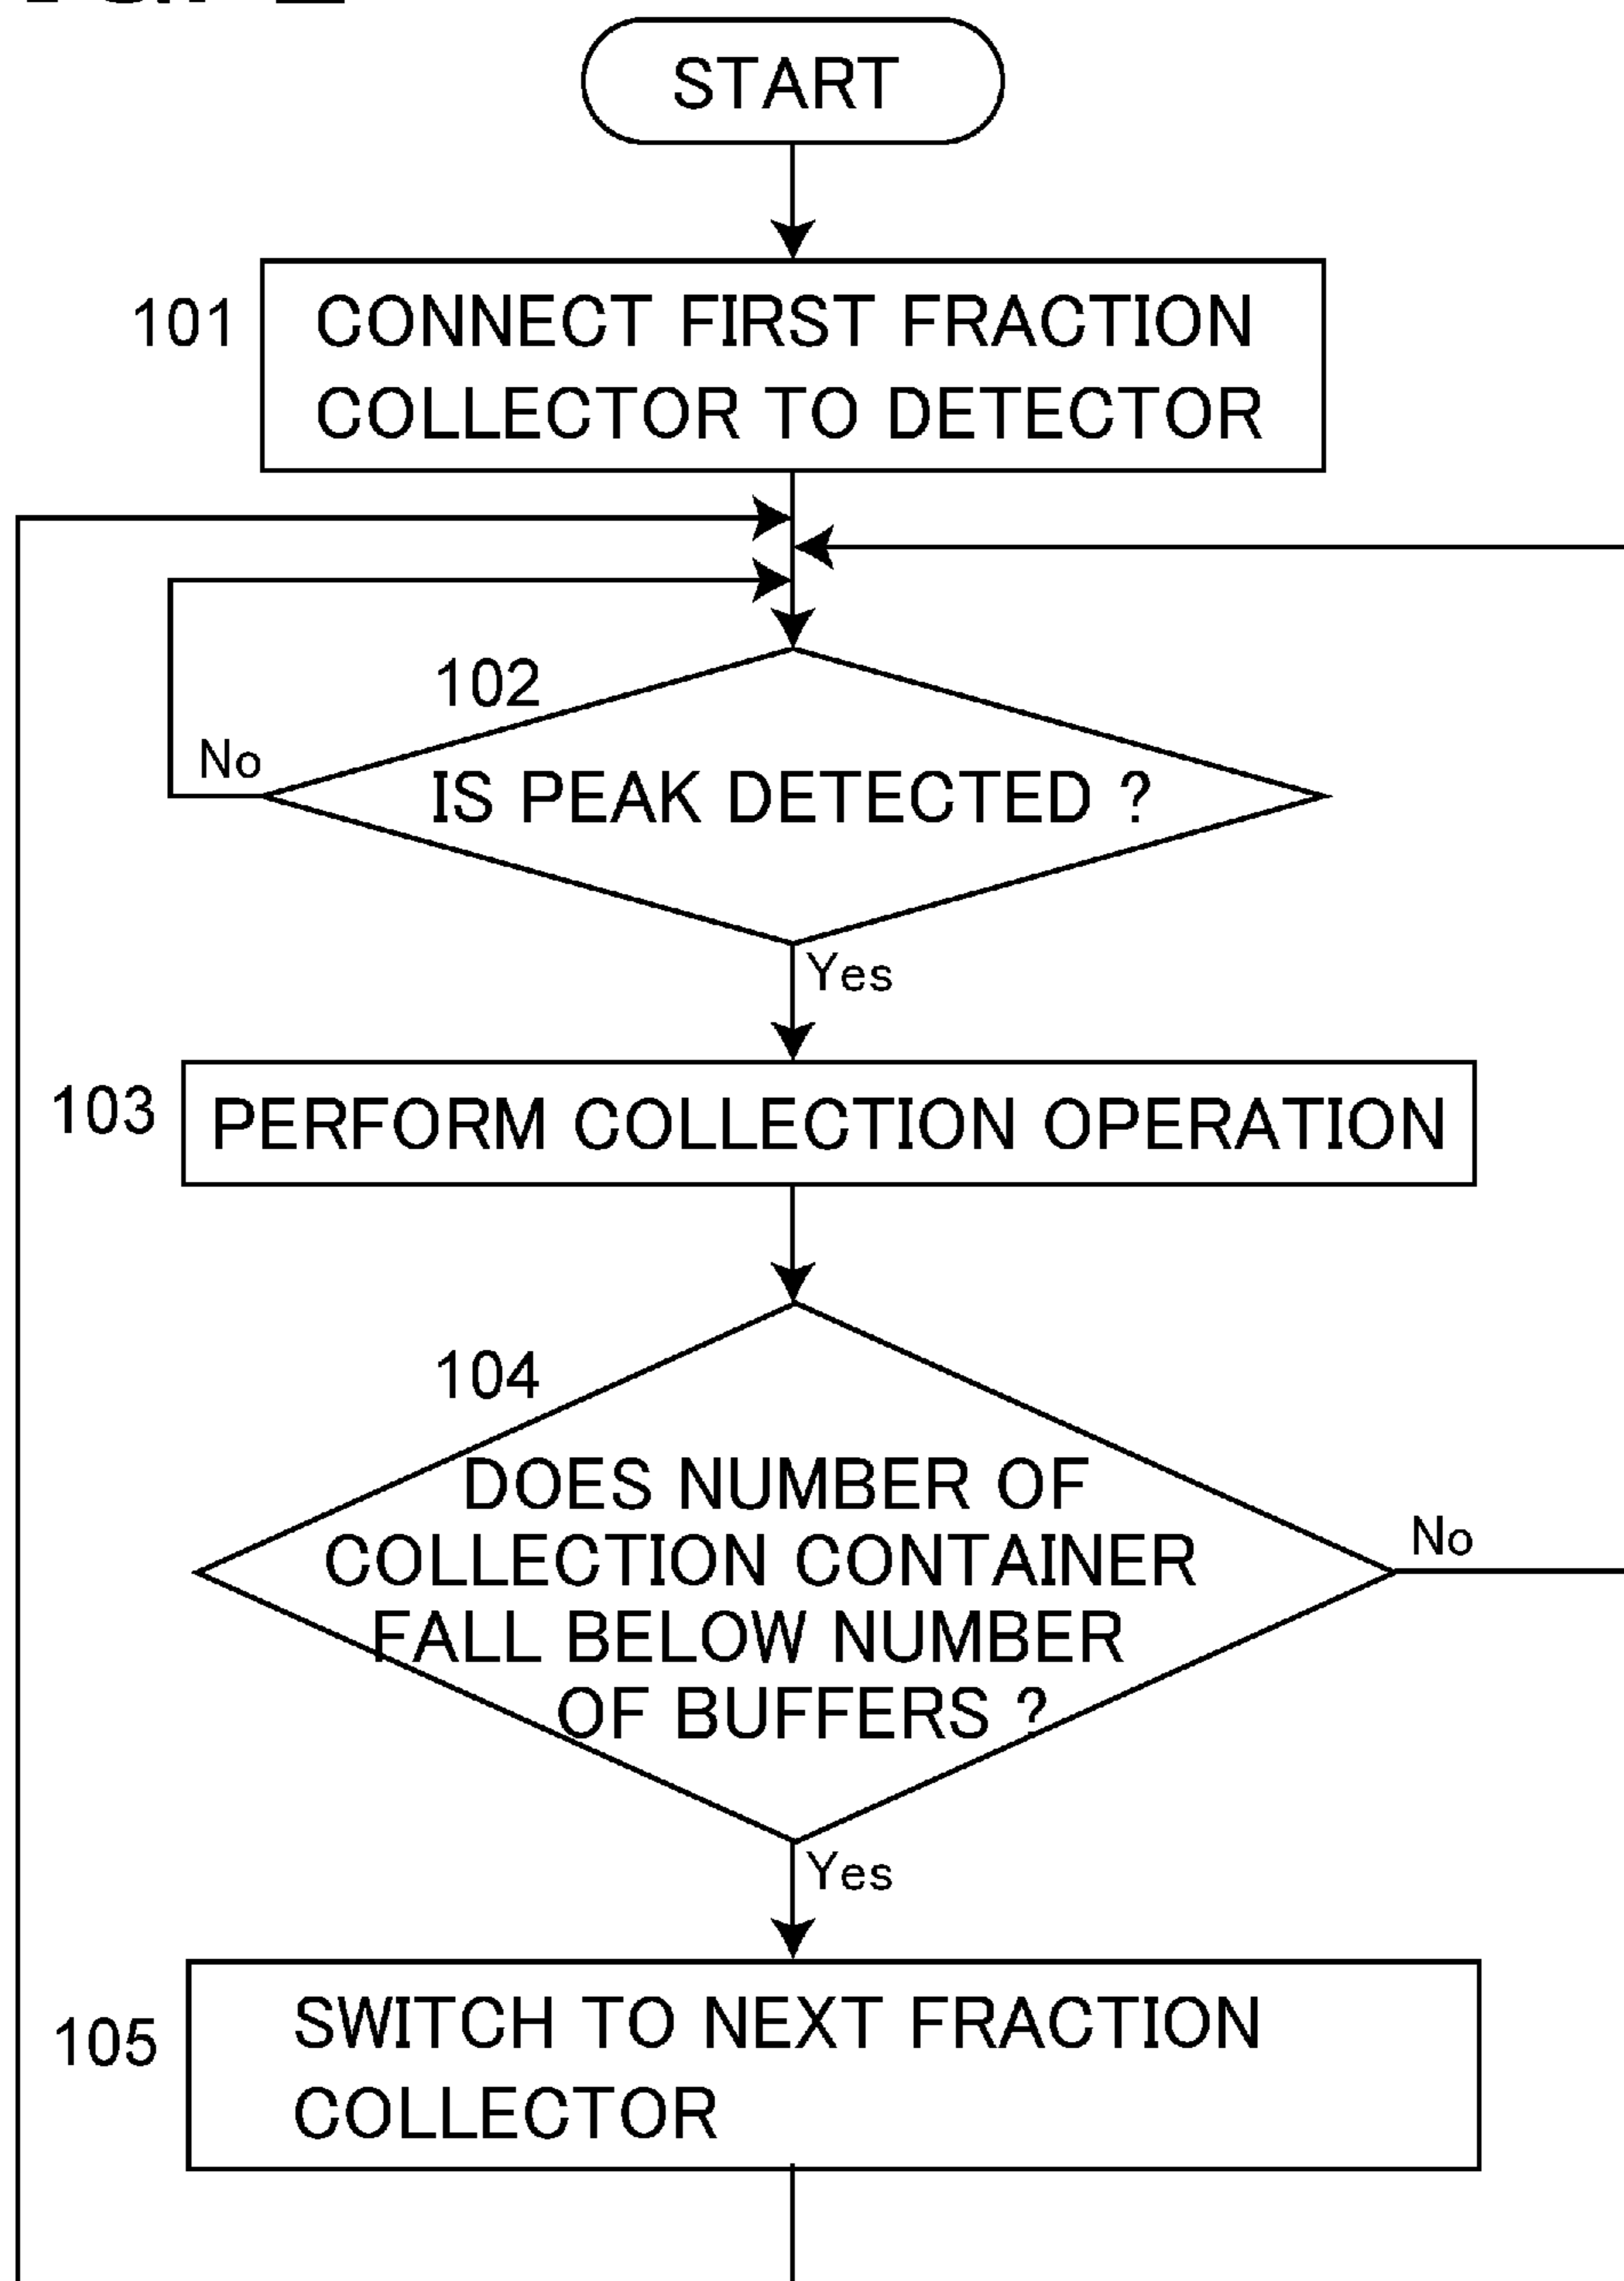 START
101
CONNECT FIRST FRACTION
COLLECTOR TO DETECTOR
102
No
IS PEAK DETECTED ?
Yes
103
PERFORM COLLECTION OPERATION
104
DOES NUMBER OF
COLLECTION CONTAINER
FALL BELOW NUMBER
OF BUFFERS ?
No
Yes
105
SWITCH TO NEXT FRACTION
COLLECTOR